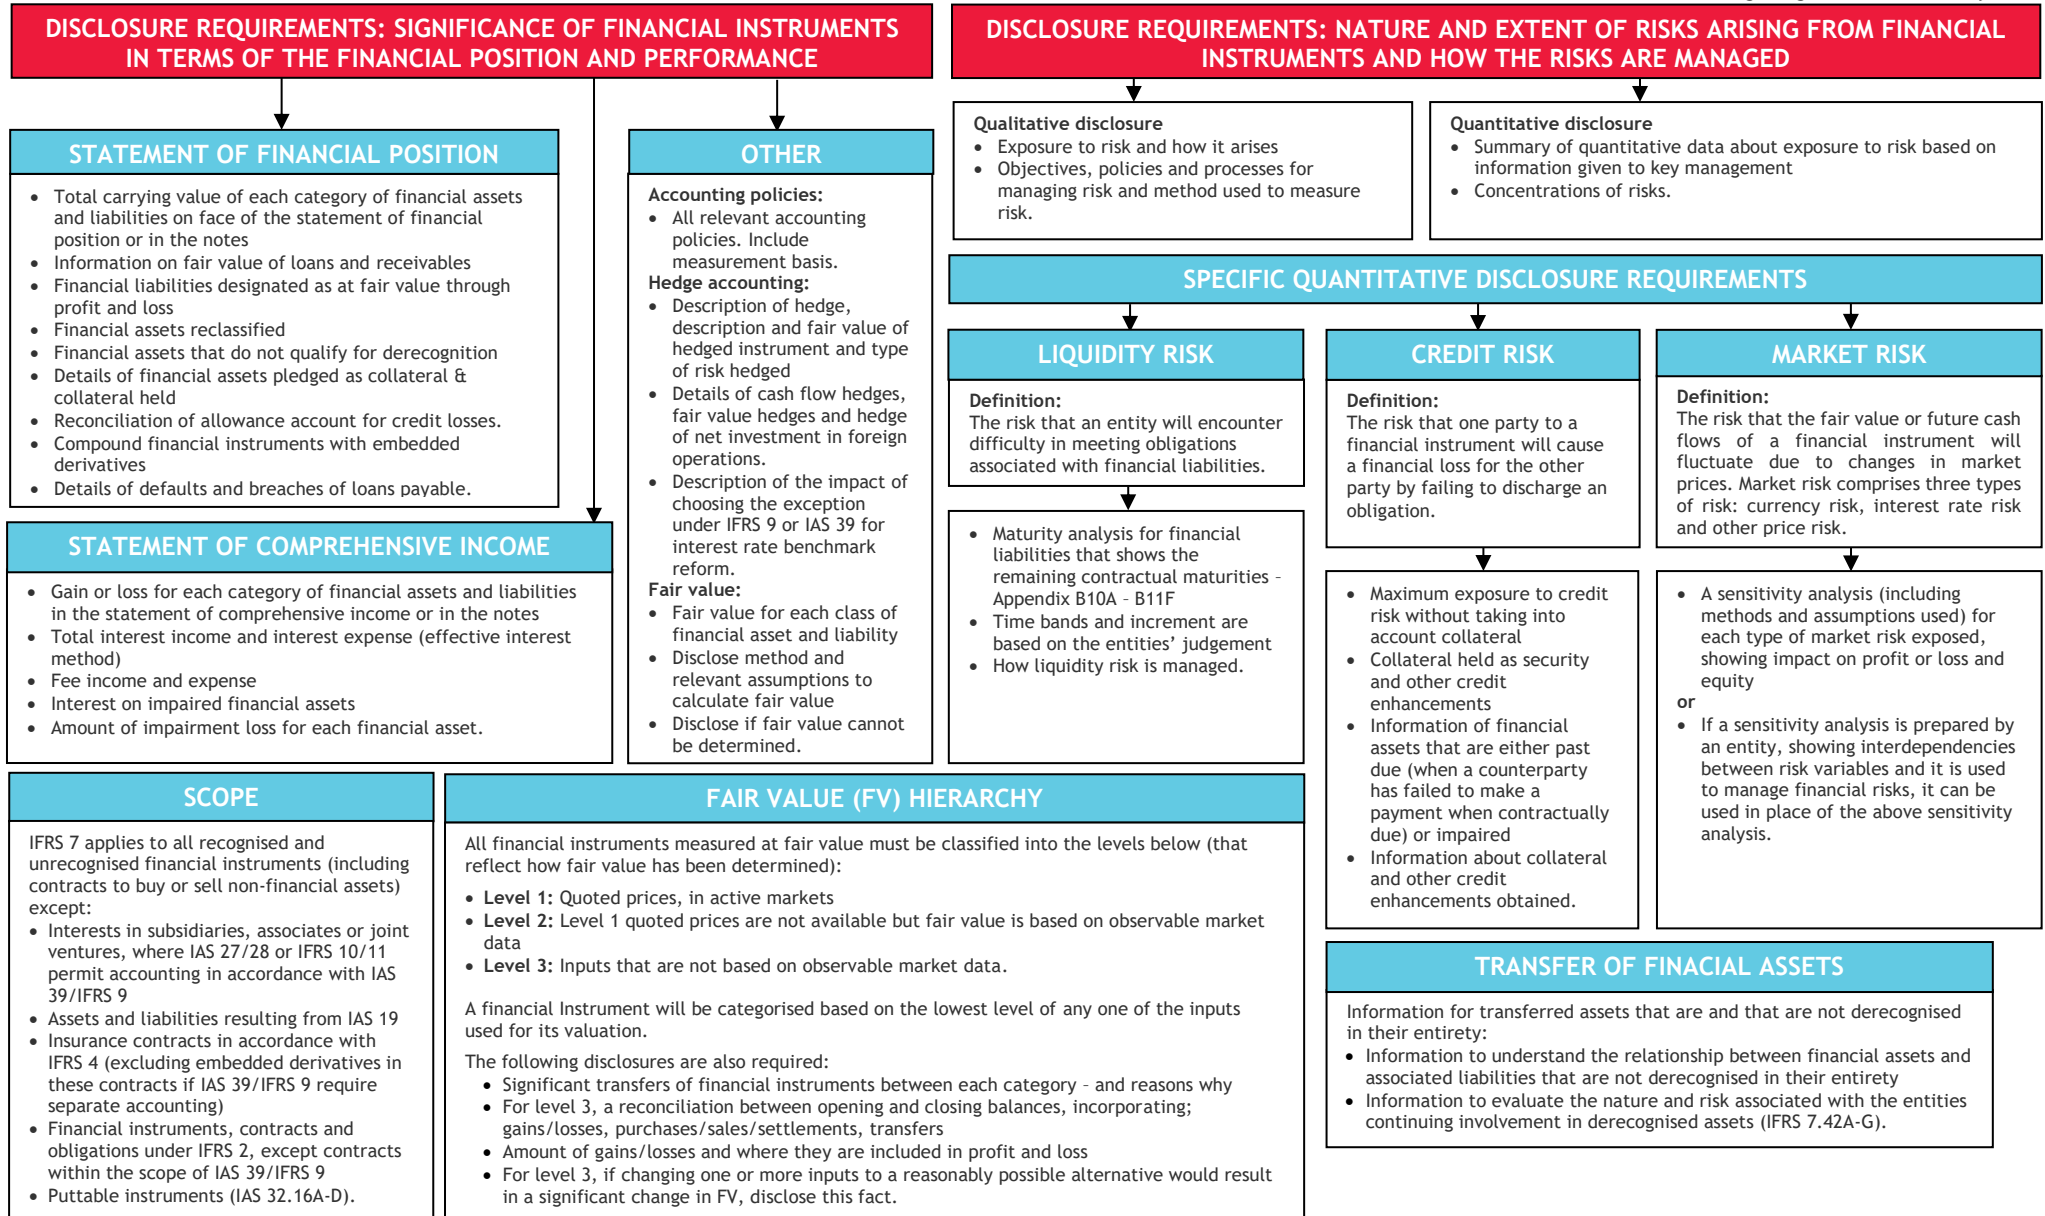 DISCLOSURE REQUIREMENTS: SIGNIFICANCE OF FINANCIAL INSTRUMENTS
IN TERMS OF THE FINANCIAL POSITION AND PERFORMANCE
STATEMENT OF FINANCIAL POSITION
• Total carrying value of each category of financial assets
and liabilities on face of the statement of financial
position or in the notes
• Information on fair value of loans and receivables
• Financial liabilities designated as at fair value through
profit and loss
• Financial assets reclassified
• Financial assets that do not qualify for derecognition
• Details of financial assets pledged as collateral &
collateral held
• Reconciliation of allowance account for credit losses.
• Compound financial instruments with embedded
derivatives
• Details of defaults and breaches of loans payable.
STATEMENT OF COMPREHENSIVE INCOME
• Gain or loss for each category of financial assets and liabilities
in the statement of comprehensive income or in the notes
• Total interest income and interest expense (effective interest
method)
• Fee income and expense
• Interest on impaired financial assets
• Amount of impairment loss for each financial asset.
OTHER
Accounting policies:
• All relevant accounting
policies. Include
measurement basis.
Hedge accounting:
• Description of hedge,
description and fair value of
hedged instrument and type
of risk hedged
• Details of cash flow hedges,
fair value hedges and hedge
of net investment in foreign
operations.
• Description of the impact of
choosing the exception
under IFRS 9 or IAS 39 for
interest rate benchmark
reform.
Fair value:
• Fair value for each class of
financial asset and liability
• Disclose method and
relevant assumptions to
calculate fair value
• Disclose if fair value cannot
be determined.
DISCLOSURE REQUIREMENTS: NATURE AND EXTENT OF RISKS ARISING FROM FINANCIAL
INSTRUMENTS AND HOW THE RISKS ARE MANAGED
Qualitative disclosure
• Exposure to risk and how it arises
• Objectives, policies and processes for
managing risk and method used to measure
risk.
Quantitative disclosure
• Summary of quantitative data about exposure to risk based on
information given to key management
• Concentrations of risks.
SPECIFIC QUANTITATIVE DISCLOSURE REQUIREMENTS
LIQUIDITY RISK
Definition:
The risk that an entity will encounter
difficulty in meeting obligations
associated with financial liabilities.
• Maturity analysis for financial
liabilities that shows the
remaining contractual maturities –
Appendix B10A – B11F
• Time bands and increment are
based on the entities’ judgement
• How liquidity risk is managed.
CREDIT RISK
Definition:
The risk that one party to a
financial instrument will cause
a financial loss for the other
party by failing to discharge an
obligation.
• Maximum exposure to credit
risk without taking into
account collateral
• Collateral held as security
and other credit
enhancements
• Information of financial
assets that are either past
due (when a counterparty
has failed to make a
payment when contractually
due) or impaired
• Information about collateral
and other credit
enhancements obtained.
MARKET RISK
Definition:
The risk that the fair value or future cash
flows of a financial instrument will
fluctuate due to changes in market
prices. Market risk comprises three types
of risk: currency risk, interest rate risk
and other price risk.
• A sensitivity analysis (including
methods and assumptions used) for
each type of market risk exposed,
showing impact on profit or loss and
equity
or
• If a sensitivity analysis is prepared by
an entity, showing interdependencies
between risk variables and it is used
to manage financial risks, it can be
used in place of the above sensitivity
analysis.
SCOPE
IFRS 7 applies to all recognised and
unrecognised financial instruments (including
contracts to buy or sell non-financial assets)
except:
• Interests in subsidiaries, associates or joint
ventures, where IAS 27/28 or IFRS 10/11
permit accounting in accordance with IAS
39/IFRS 9
• Assets and liabilities resulting from IAS 19
• Insurance contracts in accordance with
IFRS 4 (excluding embedded derivatives in
these contracts if IAS 39/IFRS 9 require
separate accounting)
• Financial instruments, contracts and
obligations under IFRS 2, except contracts
within the scope of IAS 39/IFRS 9
• Puttable instruments (IAS 32.16A-D).
FAIR VALUE (FV) HIERARCHY
All financial instruments measured at fair value must be classified into the levels below (that
reflect how fair value has been determined):
• Level 1: Quoted prices, in active markets
• Level 2: Level 1 quoted prices are not available but fair value is based on observable market
data
• Level 3: Inputs that are not based on observable market data.
A financial Instrument will be categorised based on the lowest level of any one of the inputs
used for its valuation.
The following disclosures are also required:
• Significant transfers of financial instruments between each category – and reasons why
• For level 3, a reconciliation between opening and closing balances, incorporating;
gains/losses, purchases/sales/settlements, transfers
• Amount of gains/losses and where they are included in profit and loss
• For level 3, if changing one or more inputs to a reasonably possible alternative would result
in a significant change in FV, disclose this fact.
TRANSFER OF FINACIAL ASSETS
Information for transferred assets that are and that are not derecognised
in their entirety:
• Information to understand the relationship between financial assets and
associated liabilities that are not derecognised in their entirety
• Information to evaluate the nature and risk associated with the entities
continuing involvement in derecognised assets (IFRS 7.42A-G).